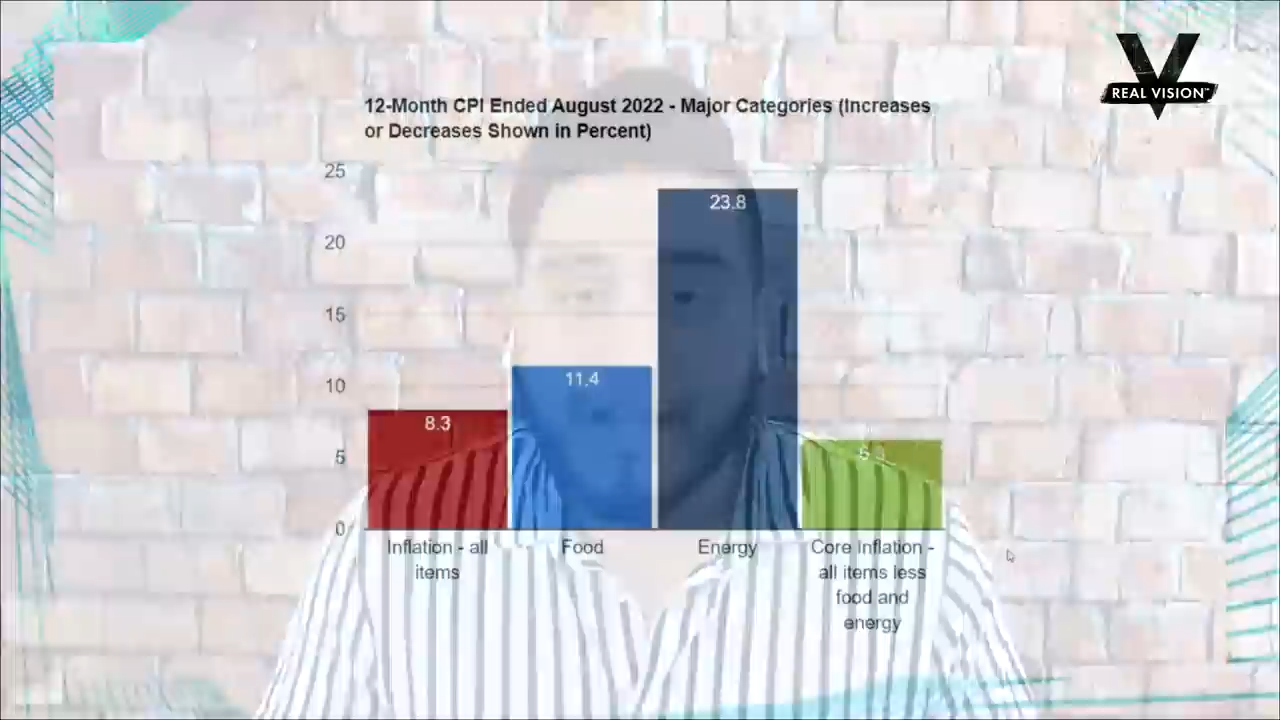 REAL VISION
12-Month CPI Ended August 2022 - Major Categories (Increases
or Decreases Shown in Percent)
25
20
15
10
5
0
8.3
11.4
23.8
Inflation - all
items
Food
Energy
Core Inflation -
all items less
food and
energy